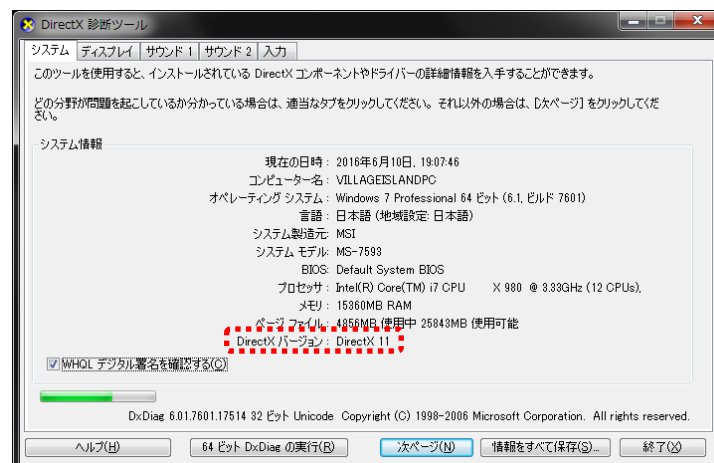 DirectX 診断ツール
システム ディスプレイ サウンド 1 サウンド 2 入力
このツールを使用すると、インストールされている DirectX コンポーネントやドライバーの詳細情報を入手することができます。
どの分野が問題を起こしているか分かっている場合は、適当なタブをクリックしてください。それ以外の場合は、[次ページ] をクリックしてくだ
さい。
システム情報
現在の日時: 2016年6月10日, 19:07:46
コンピューター名: VILLAGEISLANDPC
オペレーティング システム: Windows 7 Professional 64 ビット (6.1, ビルド 7601)
言語: 日本語 (地域設定: 日本語)
システム製造元: MSI
システム モデル: MS-7593
BIOS: Default System BIOS
プロセッサ: Intel(R) Core(TM) i7 CPU X 980 @ 3.33GHz (12 CPUs),
メモリ: 15360MB RAM
ページ ファイル: 4856MB 使用中 25843MB 使用可能
DirectX バージョン: DirectX 11
WHQL デジタル署名を確認する(C)
DxDiag 6.01.7601.17514 32 ビット Unicode Copyright (C) 1998-2006 Microsoft Corporation. All rights reserved.
ヘルプ(H) 64 ビット DxDiag の実行(R) 次ページ(N) 情報をすべて保存(S)... 終了(X)